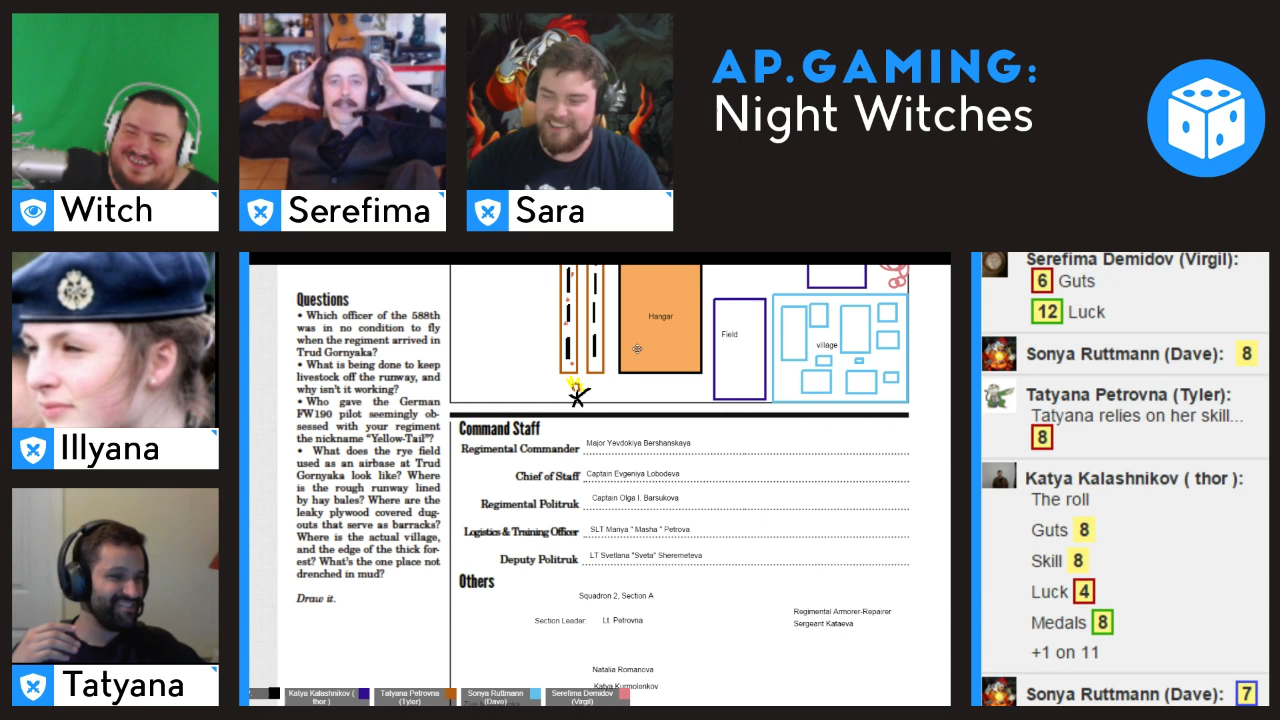 AP.GAMING:
Night Witches
Witch
Serefima
Sara
Illyana
Tatyana
Questions
• Which officer of the 588th
was in no condition to fly
when the regiment arrived in
Trud Gornyaka?
• What is being done to keep
livestock off the runway, and
why isn't it working?
• Who gave the German
FW190 pilot seemingly ob-
sessed with your regiment
the nickname "Yellow-Tail"?
• What does the rye field
used as an airbase at Trud
Gornyaka look like? Where
is the rough runway lined
by hay bales? Where are the
leaky plywood covered dug-
outs that serve as barracks?
Where is the actual village,
and the edge of the thick for-
est? What's the one place not
drenched in mud?
Draw it.
Hangar
Field
village
Command Staff
Regimental Commander Major Yevdokiya Bershanskaya
Chief of Staff Captain Evgeniya Lobodeva
Regimental Politruk Captain Olga I. Barsukova
Logistics & Training Officer SLT Mariya " Masha " Petrova
Deputy Politruk LT Svetlana "Sveta" Sheremeteva
Others
Squadron 2, Section A
Section Leader: Lt. Petrovna
Regimental Armorer-Repairer
Sergeant Kataeva
Natalia Romanova
Katya Kurmolenkov
Katya Kalashnikov (
thor )
Tatyana Petrovna
(Tyler)
Sonya Ruttmann
(Dave)
Serefima Demidov
(Virgil)
Serefima Demidov (Virgil):
6 Guts
12 Luck
Sonya Ruttmann (Dave): 8
Tatyana Petrovna (Tyler):
Tatyana relies on her skill...
8
Katya Kalashnikov ( thor ):
The roll
Guts 8
Skill 8
Luck 4
Medals 8
+1 on 11
Sonya Ruttmann (Dave): 7